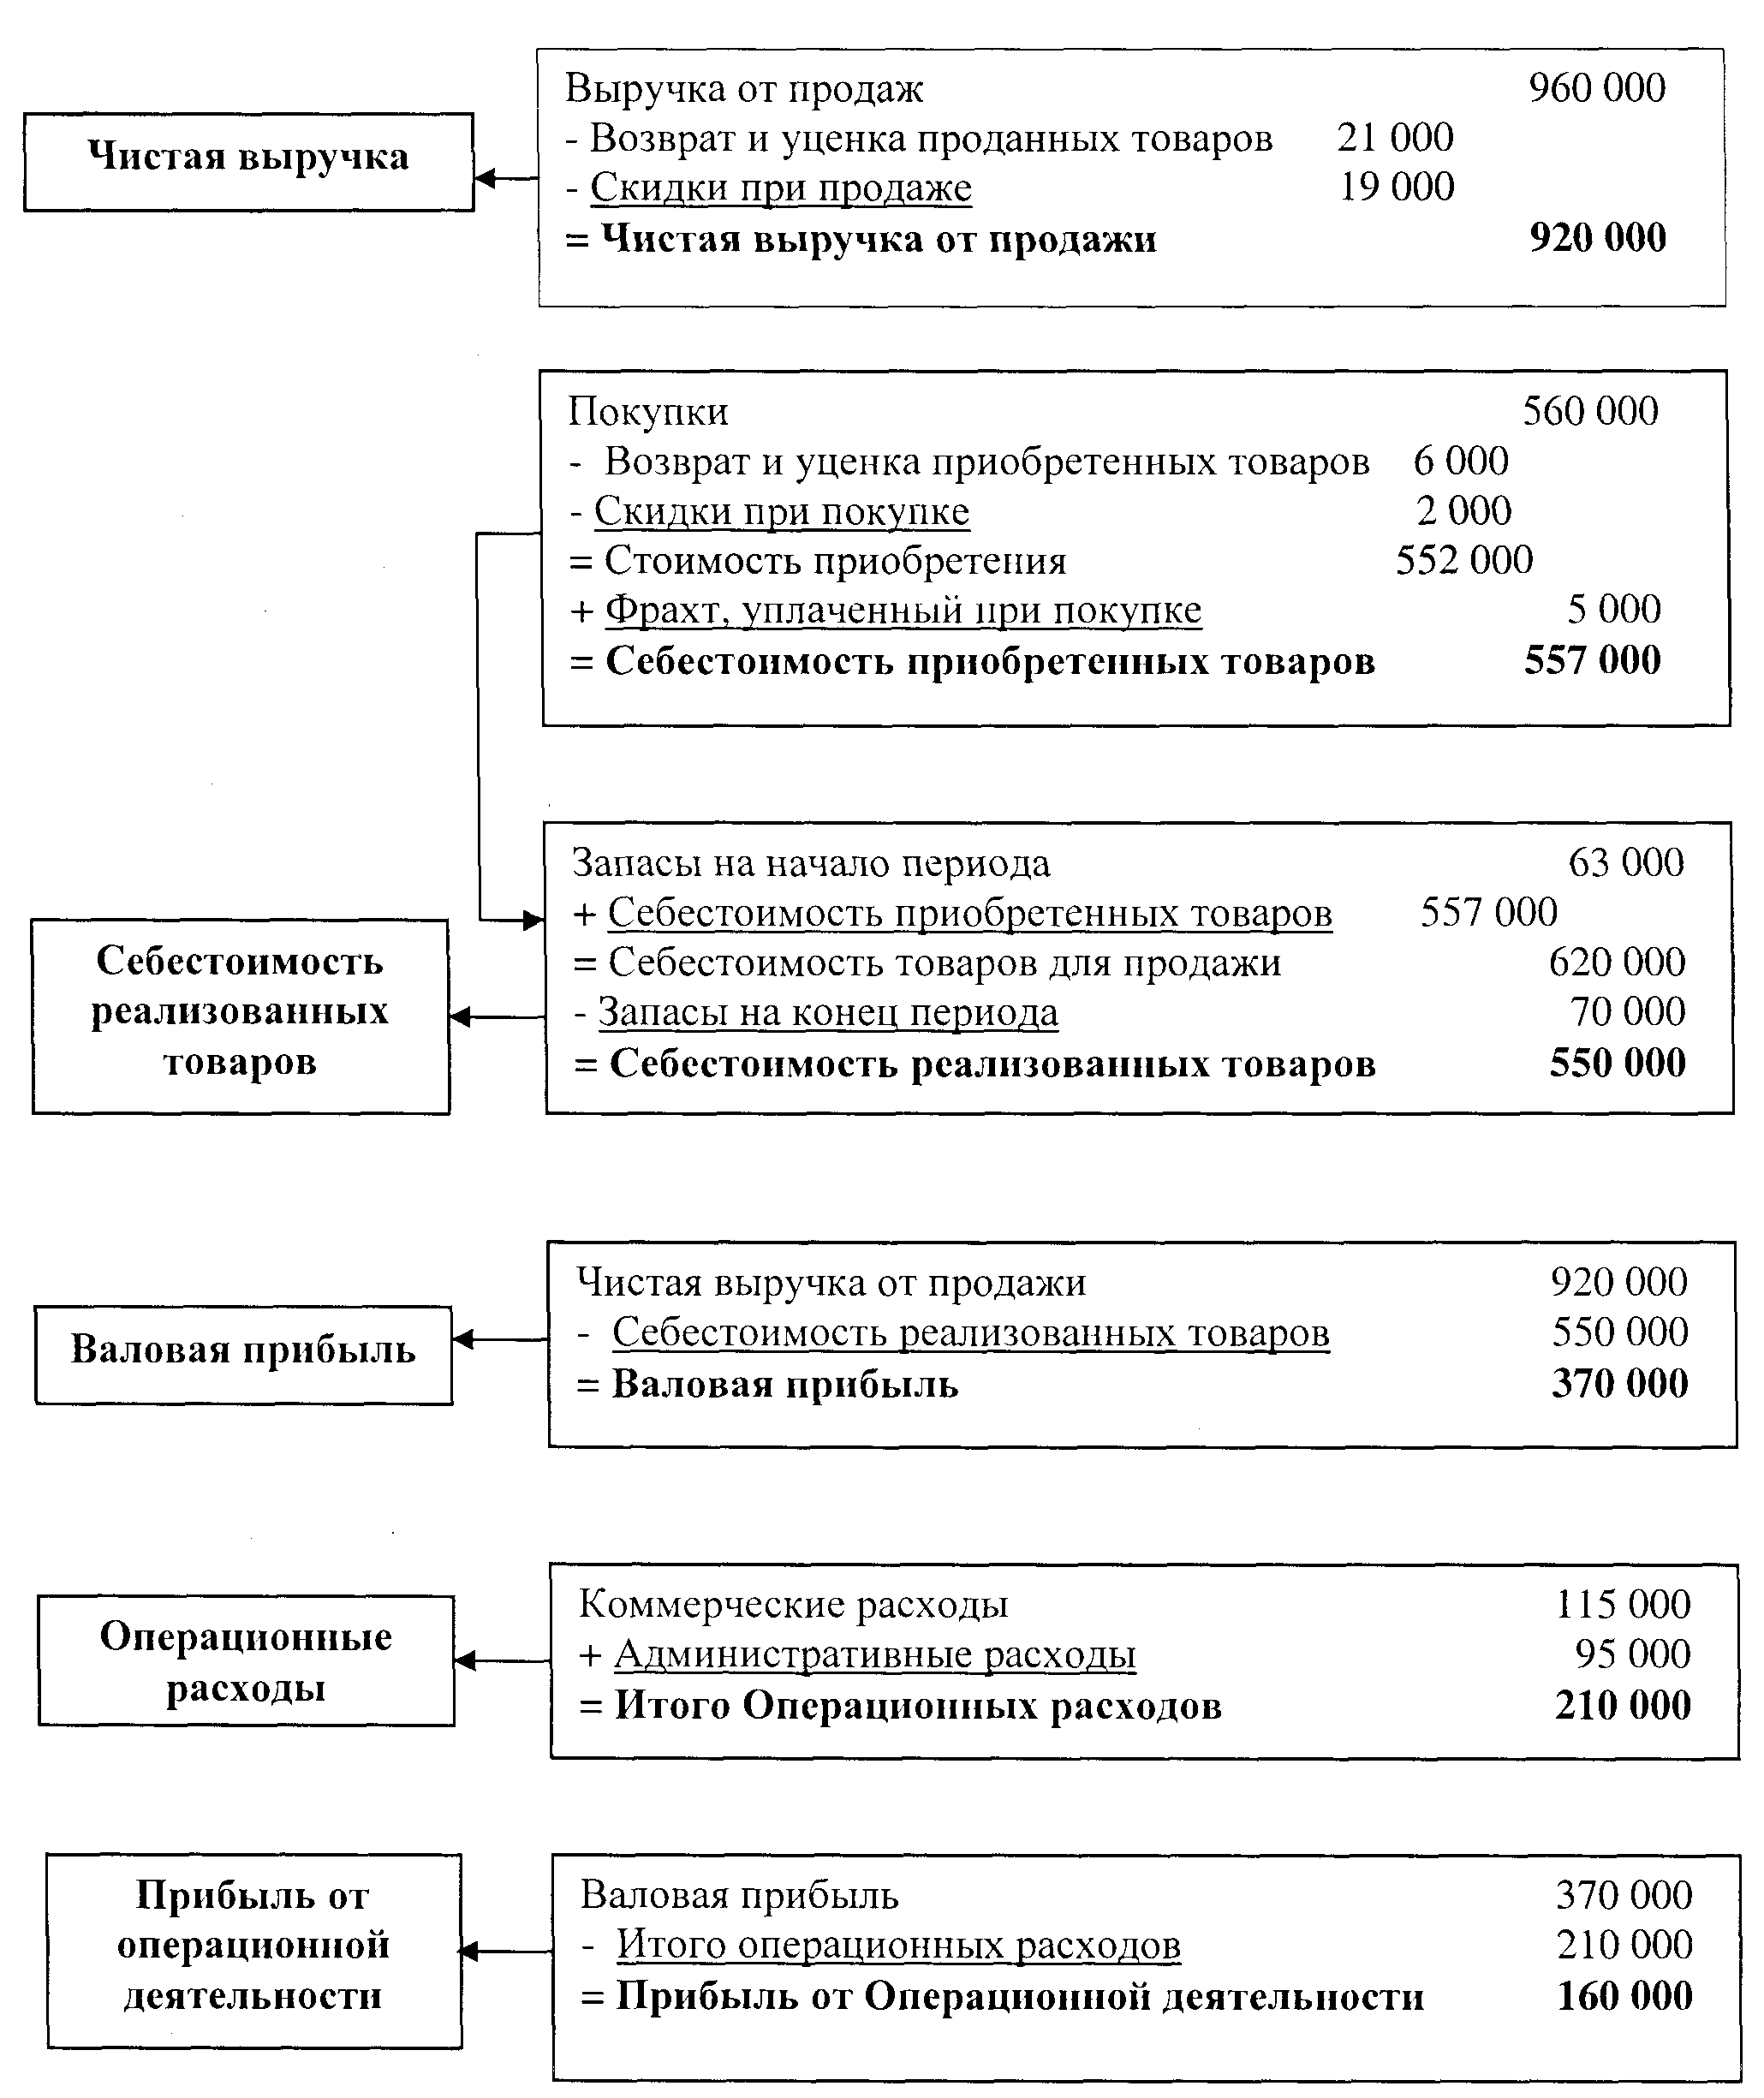 Чистая выручка
Выручка от продаж 960 000
- Возврат и уценка проданных товаров 21 000
- Скидки при продаже 19 000
= Чистая выручка от продажи 920 000
Покупки 560 000
- Возврат и уценка приобретенных товаров 6 000
- Скидки при покупке 2 000
= Стоимость приобретения 552 000
+ Фрахт, уплаченный при покупке 5 000
= Себестоимость приобретенных товаров 557 000
Себестоимость
реализованных
товаров
Запасы на начало периода 63 000
+ Себестоимость приобретенных товаров 557 000
= Себестоимость товаров для продажи 620 000
- Запасы на конец периода 70 000
= Себестоимость реализованных товаров 550 000
Валовая прибыль
Чистая выручка от продажи 920 000
- Себестоимость реализованных товаров 550 000
= Валовая прибыль 370 000
Операционные
расходы
Коммерческие расходы 115 000
+ Административные расходы 95 000
= Итого Операционных расходов 210 000
Прибыль от
операционной
деятельности
Валовая прибыль 370 000
- Итого операционных расходов 210 000
= Прибыль от Операционной деятельности 160 000